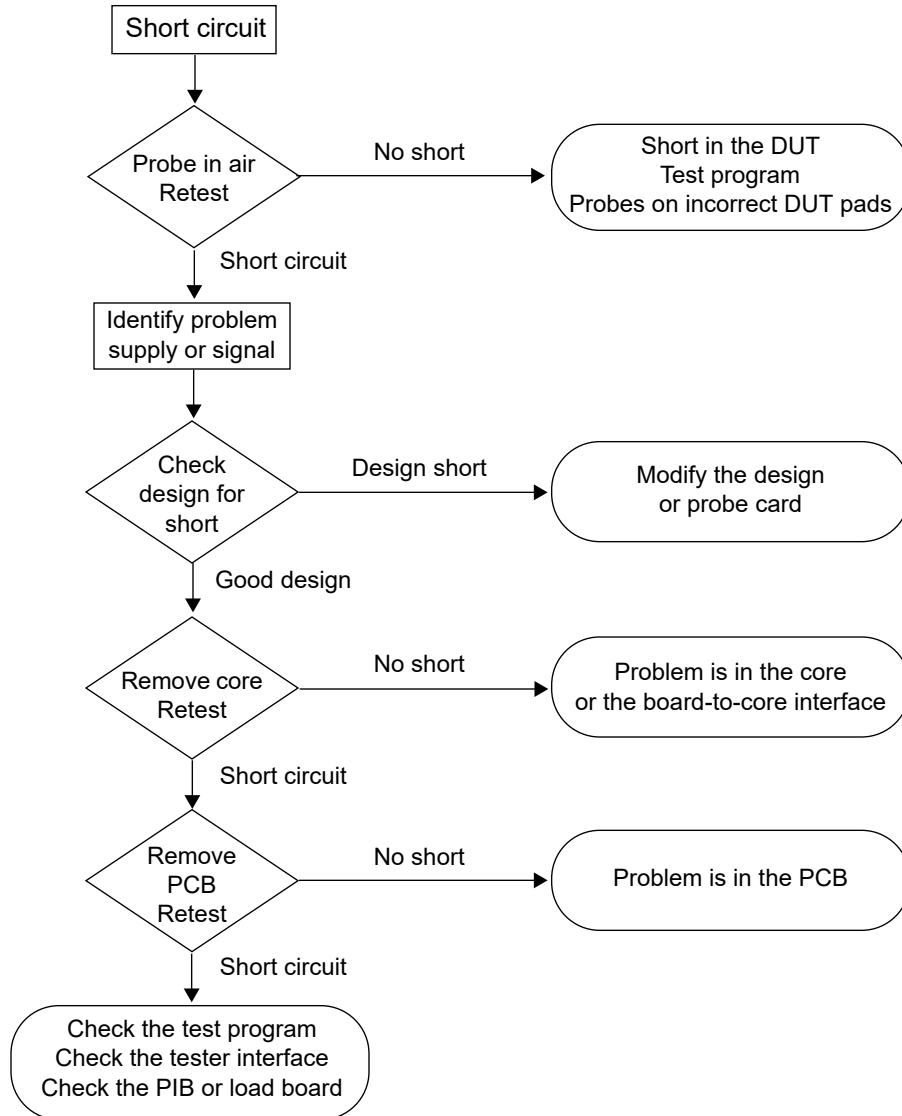 Short circuit
Probe in air
Retest
No short
Short in the DUT
Test program
Probes on incorrect DUT pads
Short circuit
Identify problem
supply or signal
Check
design for
short
Design short
Modify the design
or probe card
Good design
Remove core
Retest
No short
Problem is in the core
or the board-to-core interface
Short circuit
Remove
PCB
Retest
No short
Problem is in the PCB
Short circuit
Check the test program
Check the tester interface
Check the PIB or load board